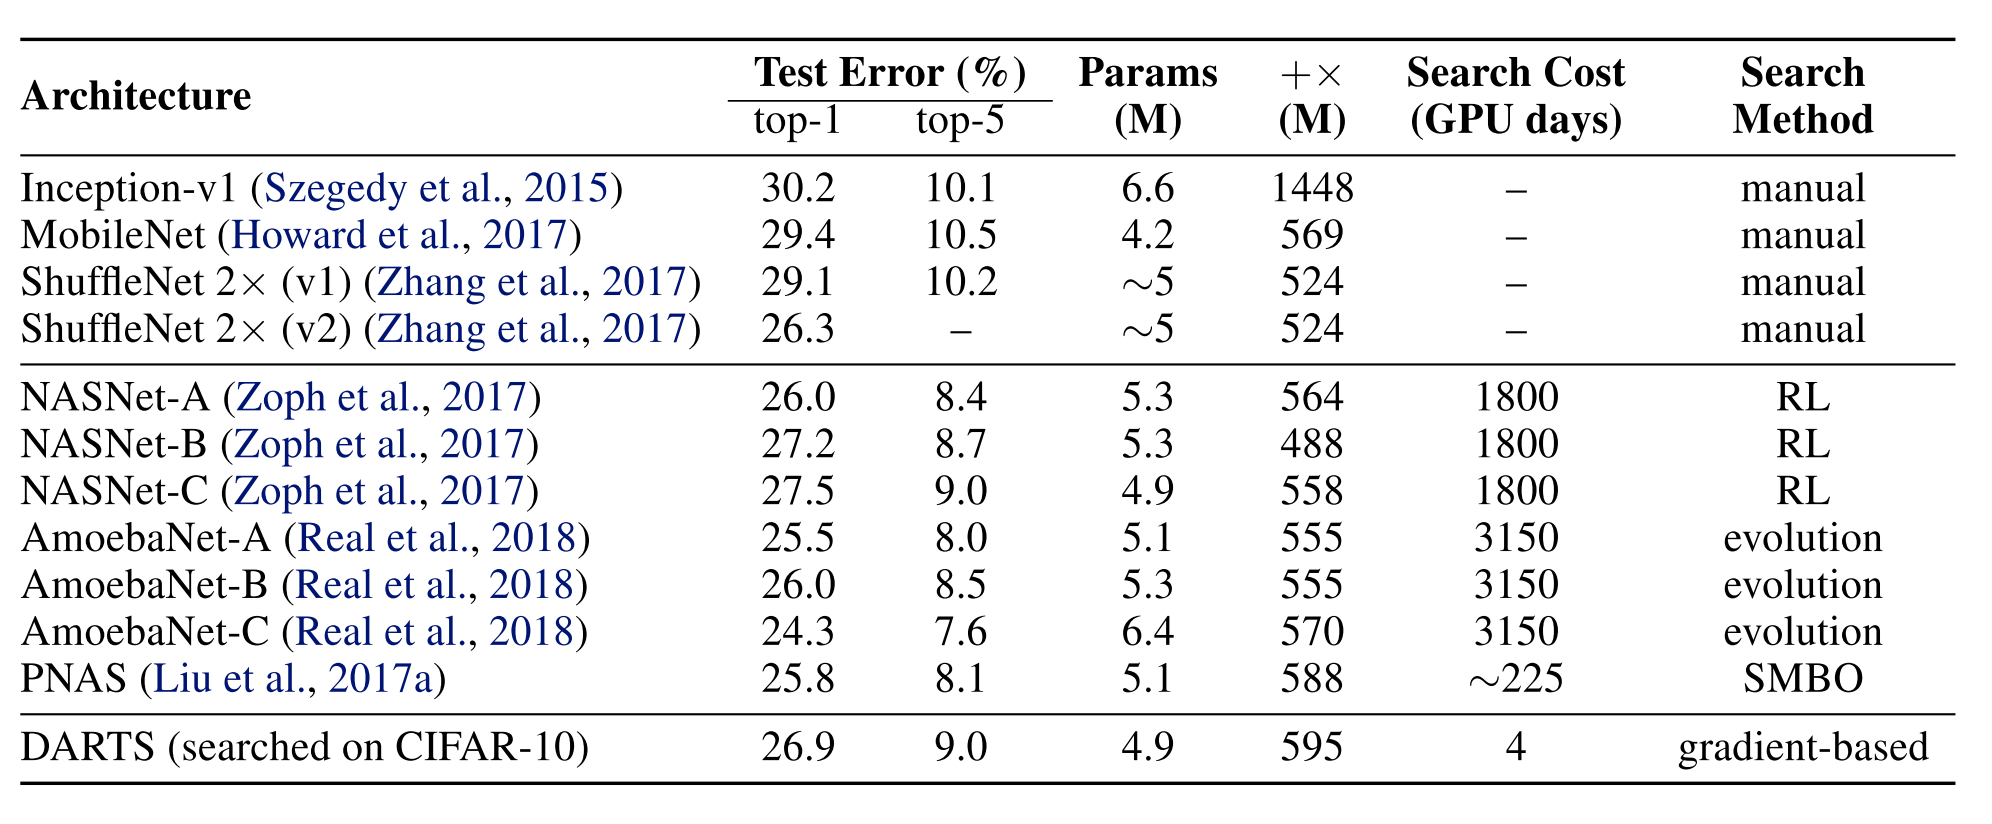 Architecture Test Error (%) Params +× Search Cost Search
top-1 top-5 (M) (M) (GPU days) Method
Inception-v1 (Szegedy et al., 2015) 30.2 10.1 6.6 1448 – manual
MobileNet (Howard et al., 2017) 29.4 10.5 4.2 569 – manual
ShuffleNet 2× (v1) (Zhang et al., 2017) 29.1 10.2 ∼5 524 – manual
ShuffleNet 2× (v2) (Zhang et al., 2017) 26.3 – ∼5 524 – manual
NASNet-A (Zoph et al., 2017) 26.0 8.4 5.3 564 1800 RL
NASNet-B (Zoph et al., 2017) 27.2 8.7 5.3 488 1800 RL
NASNet-C (Zoph et al., 2017) 27.5 9.0 4.9 558 1800 RL
AmoebaNet-A (Real et al., 2018) 25.5 8.0 5.1 555 3150 evolution
AmoebaNet-B (Real et al., 2018) 26.0 8.5 5.3 555 3150 evolution
AmoebaNet-C (Real et al., 2018) 24.3 7.6 6.4 570 3150 evolution
PNAS (Liu et al., 2017a) 25.8 8.1 5.1 588 ∼225 SMBO
DARTS (searched on CIFAR-10) 26.9 9.0 4.9 595 4 gradient-based